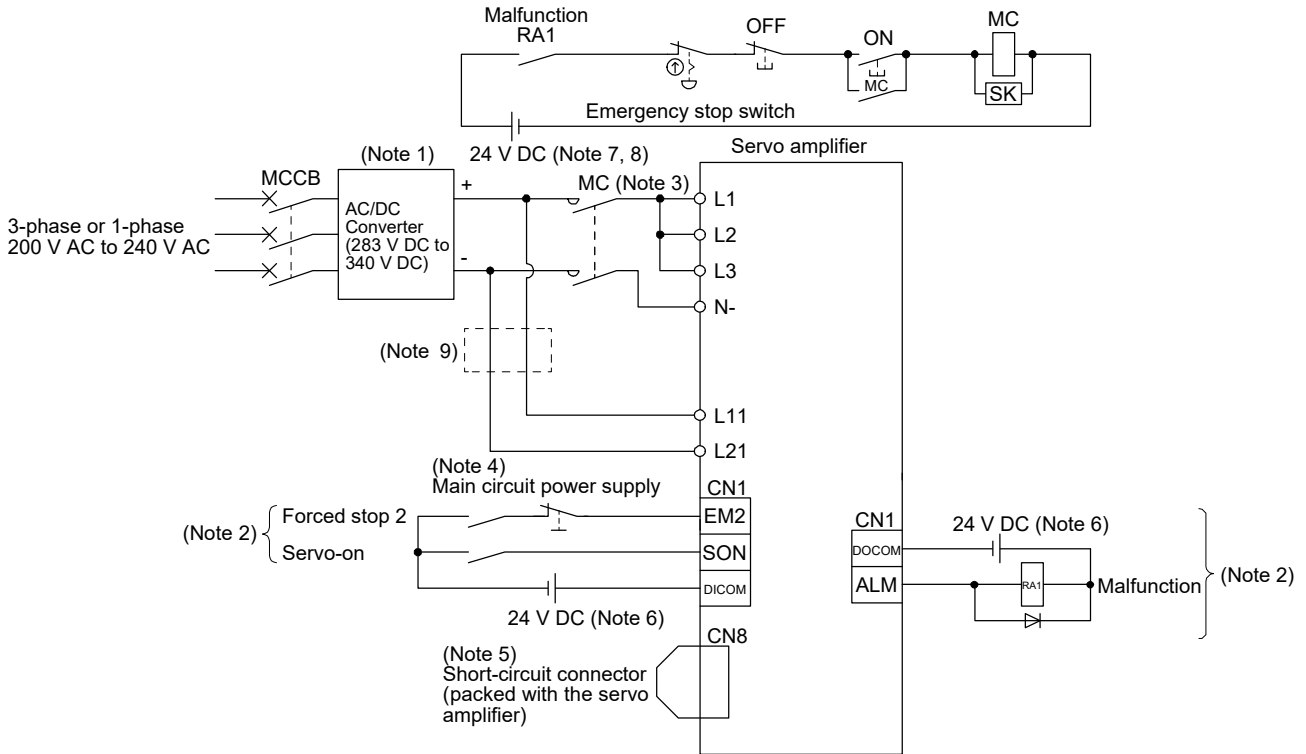 Malfunction
RA1
OFF
ON
MC
MC
SK
Emergency stop switch
24 V DC (Note 7, 8)
Servo amplifier
(Note 1)
MCCB
+
MC (Note 3)
L1
3-phase or 1-phase
200 V AC to 240 V AC
AC/DC
Converter
(283 V DC to
340 V DC)
L2
-
L3
N-
(Note 9)
L11
L21
(Note 4)
Main circuit power supply
CN1
(Note 2)
Forced stop 2
EM2
Servo-on
SON
DICOM
24 V DC (Note 6)
CN1
24 V DC (Note 6)
DOCOM
ALM
RA1
Malfunction
(Note 2)
CN8
(Note 5)
Short-circuit connector
(packed with the servo
amplifier)